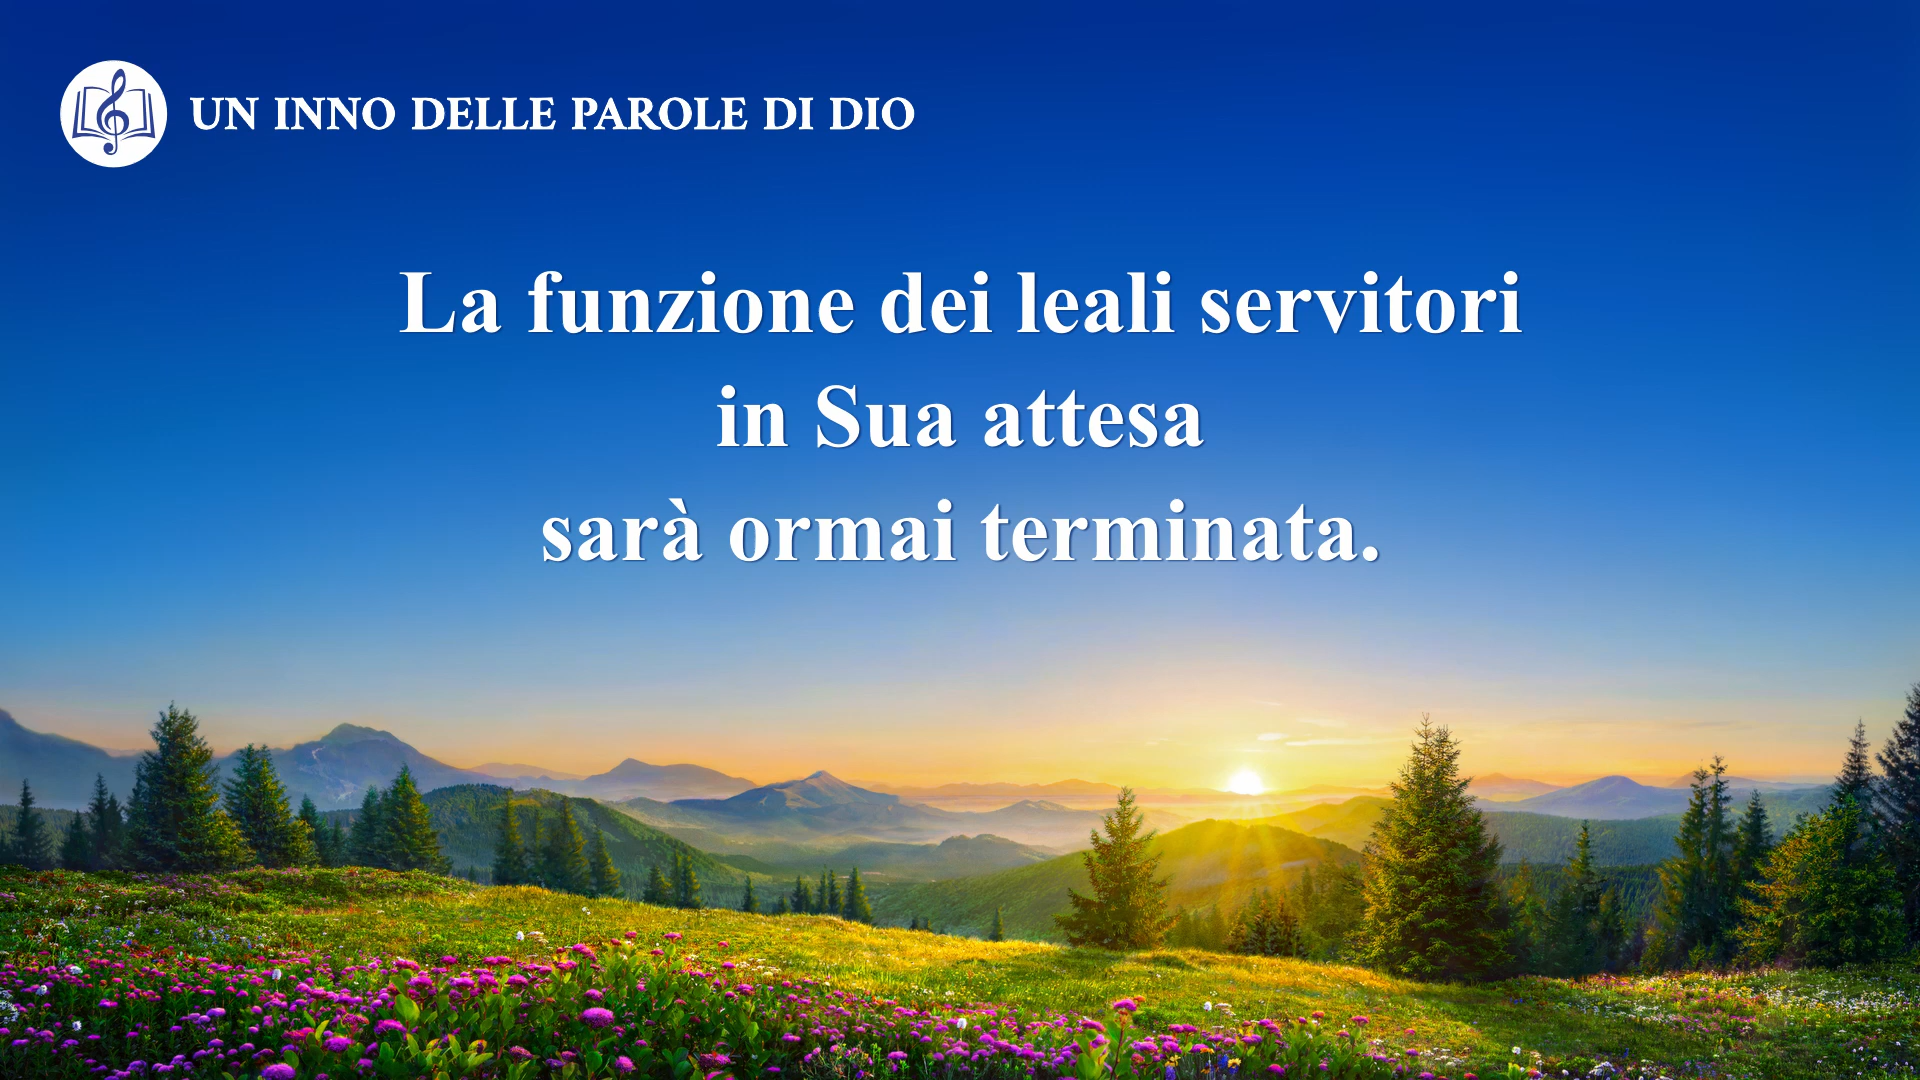 UN INNO DELLE PAROLE DI DIO
La funzione dei leali servitori
in Sua attesa
sarà ormai terminata.